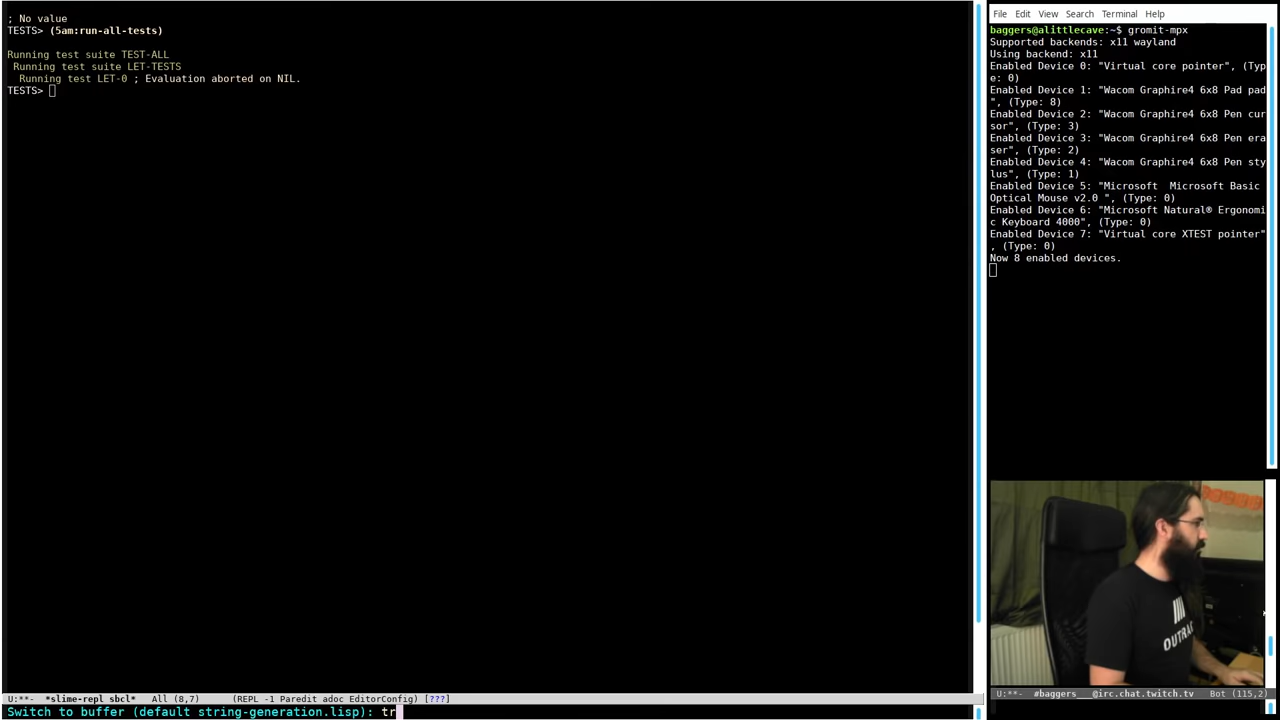 ; No value
TESTS> (5am:run-all-tests)
Running test suite TEST-ALL
Running test suite LET-TESTS
Running test LET-0 ; Evaluation aborted on NIL.
TESTS>
U:**- *slime-repl sbcl* All (8,7) (REPL -1 Paredit adoc EditorConfig) [???]
Switch to buffer (default string-generation.lisp): tr
File Edit View Search Terminal Help
baggers@alittlecave:~$ gromit-mpx
Supported backends: x11 wayland
Using backend: x11
Enabled Device 0: "Virtual core pointer", (Typ
e: 0)
Enabled Device 1: "Wacom Graphire4 6x8 Pad pad
", (Type: 8)
Enabled Device 2: "Wacom Graphire4 6x8 Pen cur
sor", (Type: 3)
Enabled Device 3: "Wacom Graphire4 6x8 Pen era
ser", (Type: 2)
Enabled Device 4: "Wacom Graphire4 6x8 Pen sty
lus", (Type: 1)
Enabled Device 5: "Microsoft  Microsoft Basic
Optical Mouse v2.0 ", (Type: 0)
Enabled Device 6: "Microsoft Natural® Ergonomi
c Keyboard 4000", (Type: 0)
Enabled Device 7: "Virtual core XTEST pointer"
, (Type: 0)
Now 8 enabled devices.
U:**- #baggers___@irc.chat.twitch.tv Bot (115,2)